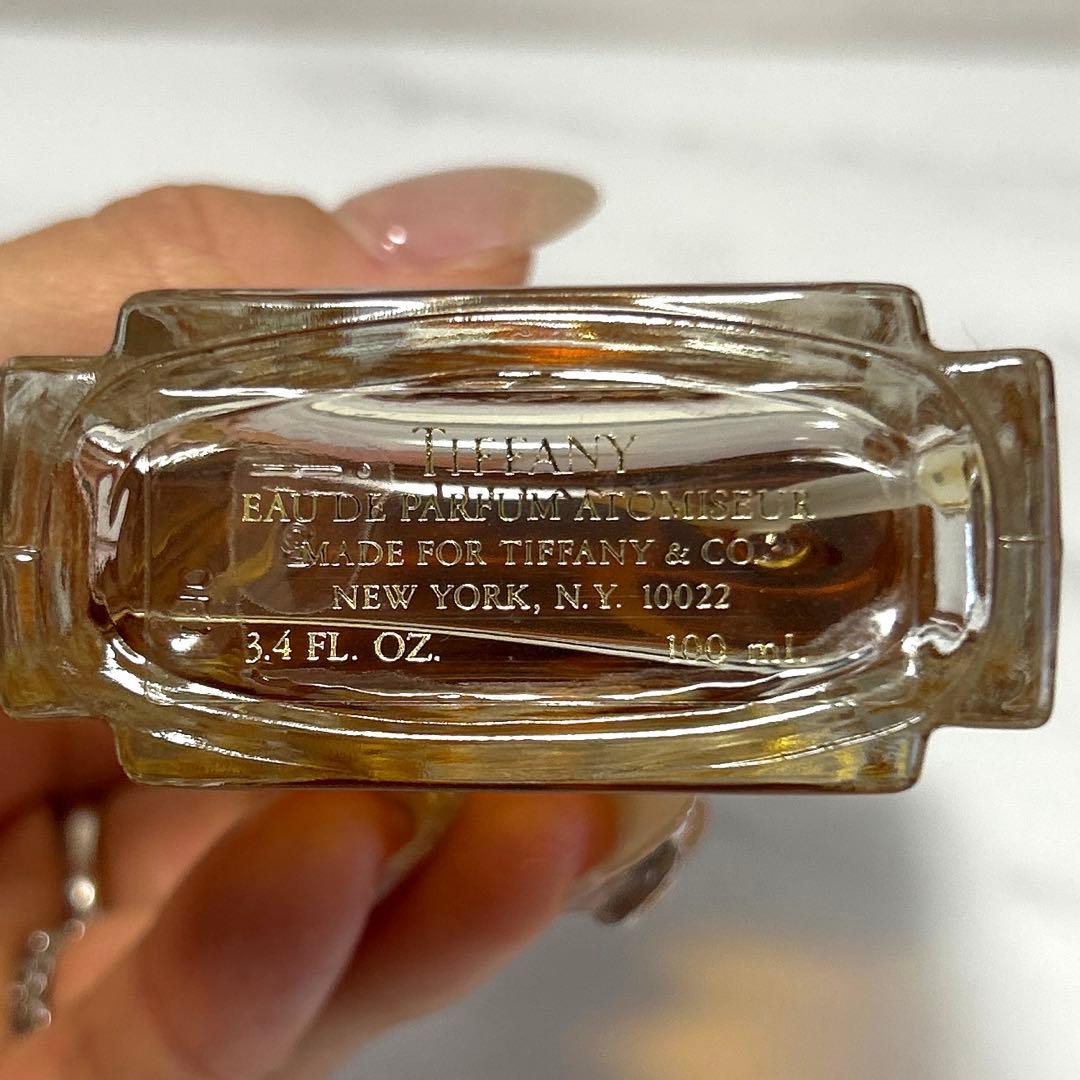 TIFFANY
EAU DE PARFUM ATOMISEUR
MADE FOR TIFFANY & CO.
NEW YORK, N.Y. 10022
3.4 FL. OZ. 100 ml.